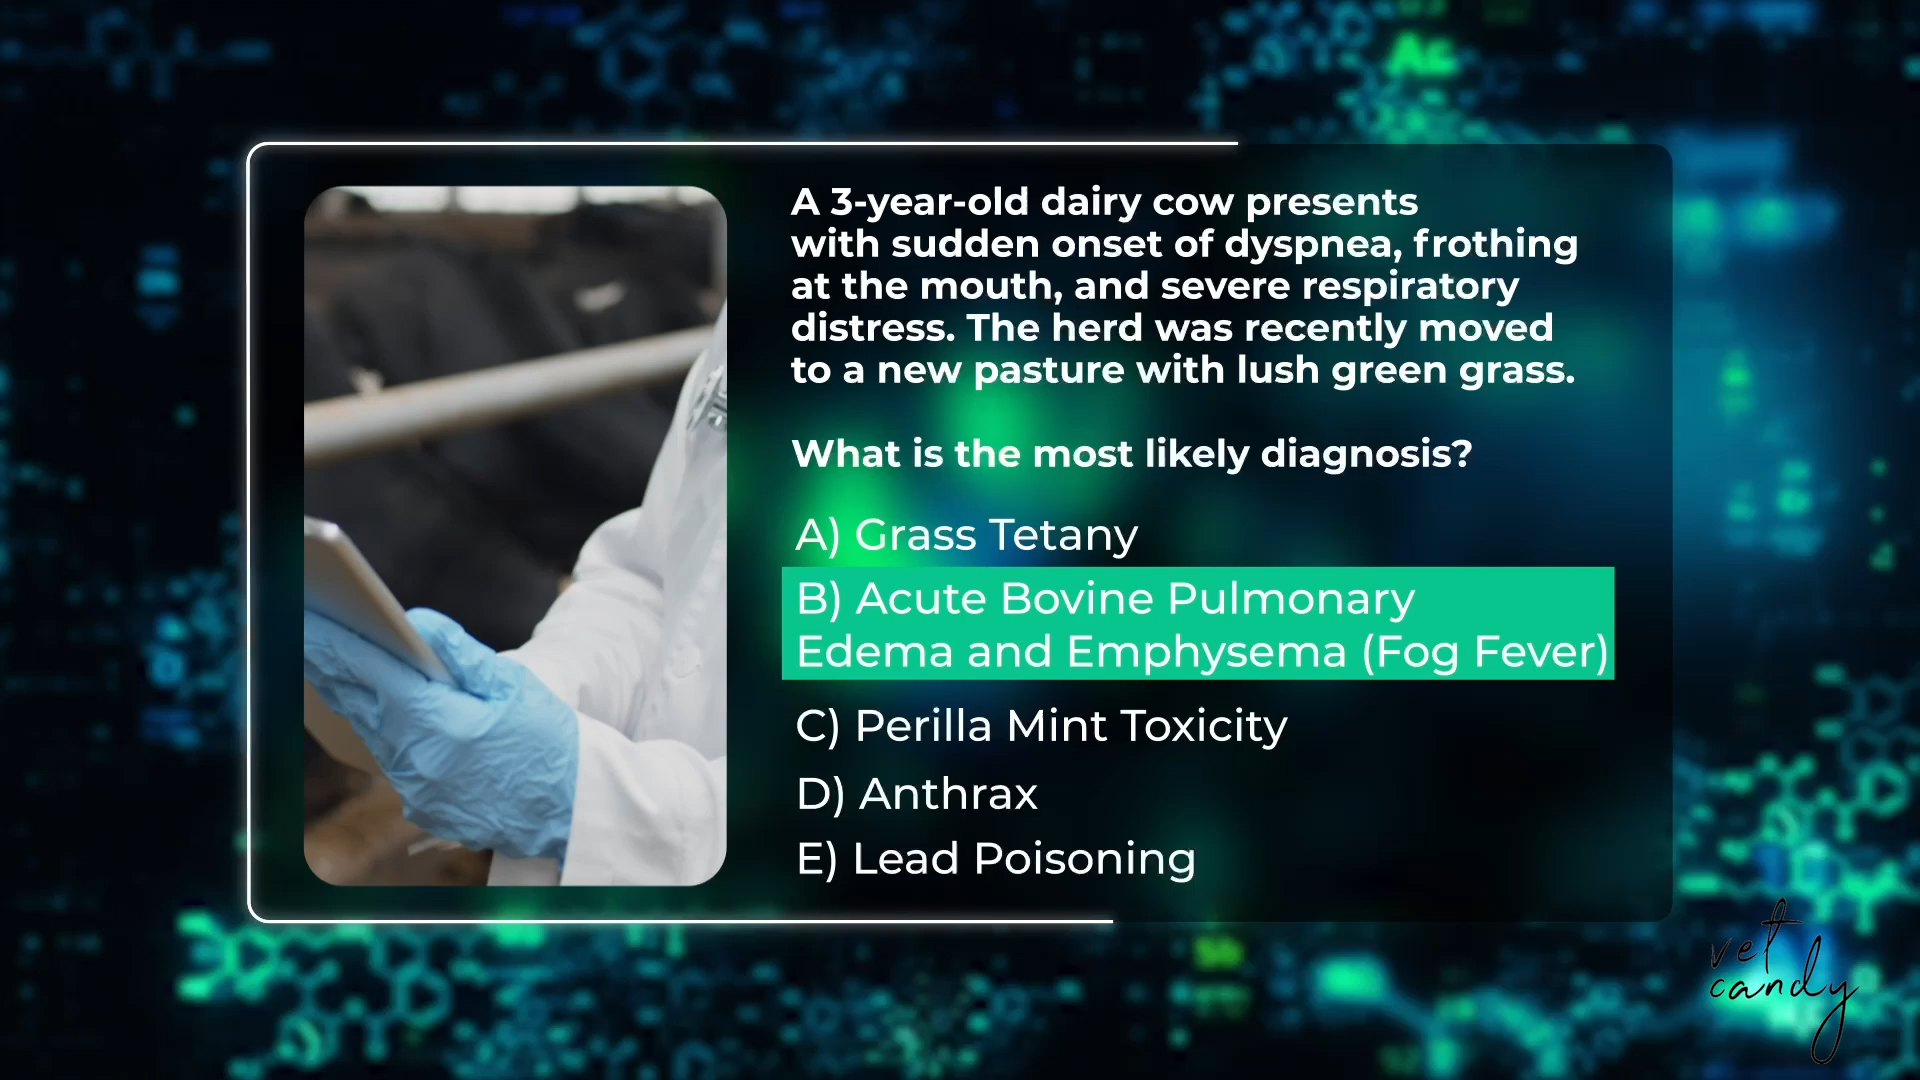 Ac
A 3-year-old dairy cow presents
with sudden onset of dyspnea, frothing
at the mouth, and severe respiratory
distress. The herd was recently moved
to a new pasture with lush green grass.
What is the most likely diagnosis?
A) Grass Tetany
B) Acute Bovine Pulmonary
Edema and Emphysema (Fog Fever)
C) Perilla Mint Toxicity
D) Anthrax
E) Lead Poisoning
vet
candy